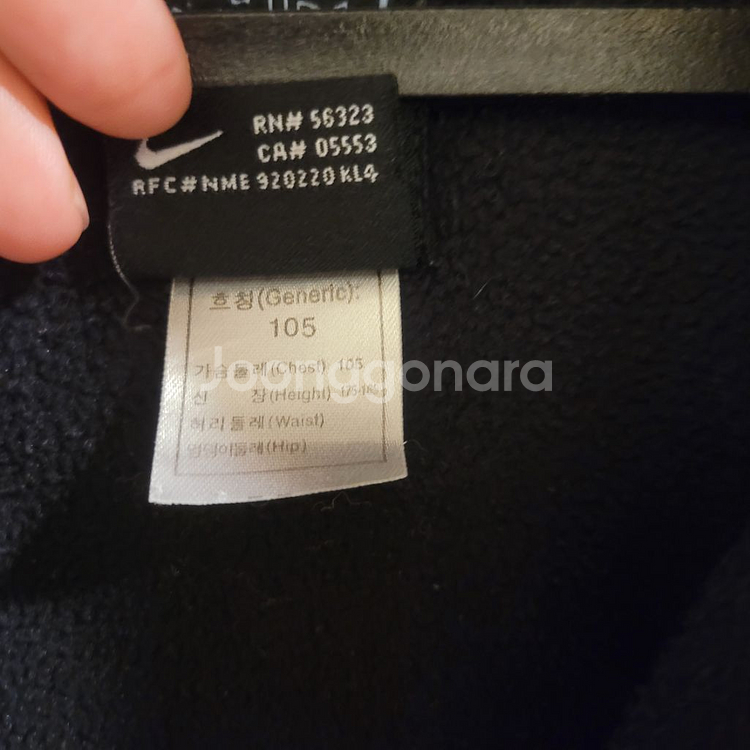 RN# 56323
CA# 05553
RFC#NME 920220 KL4
호칭(Generic):
105
가슴둘레(Chest) 105
신 장(Height)
허리둘레(Waist)
엉덩이둘레(Hip)
Joonggonara